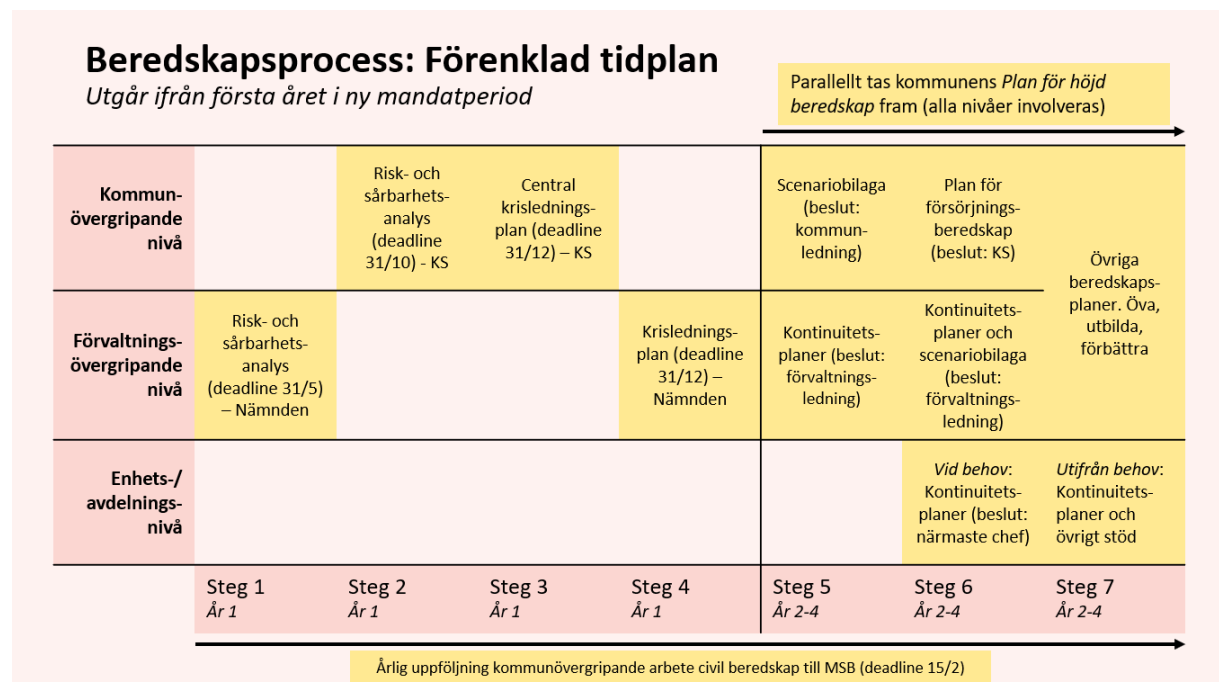 Beredskapsprocess: Förenklad tidplan
Utgår ifrån första året i ny mandatperiod
Parallellt tas kommunens Plan för höjd
beredskap fram (alla nivåer involveras)
Kommun-
övergripande
nivå
Risk- och
sårbarhets-
analys
(deadline
31/10) - KS
Central
krislednings-
plan (deadline
31/12) – KS
Scenariobilaga
(beslut:
kommun-
ledning)
Plan för
försörjnings-
beredskap
(beslut: KS)
Övriga
beredskaps-
planer. Öva,
utbilda,
förbättra
Förvaltnings-
övergripande
nivå
Risk- och
sårbarhets-
analys
(deadline 31/5)
– Nämnden
Krislednings-
plan (deadline
31/12) –
Nämnden
Kontinuitets-
planer (beslut:
förvaltnings-
ledning)
Kontinuitets-
planer och
scenariobilaga
(beslut:
förvaltnings-
ledning)
Enhets-/
avdelnings-
nivå
Vid behov:
Kontinuitets-
planer (beslut:
närmaste chef)
Utifrån behov:
Kontinuitets-
planer och
övrigt stöd
Steg 1
År 1
Steg 2
År 1
Steg 3
År 1
Steg 4
År 1
Steg 5
År 2-4
Steg 6
År 2-4
Steg 7
År 2-4
Årlig uppföljning kommunövergripande arbete civil beredskap till MSB (deadline 15/2)